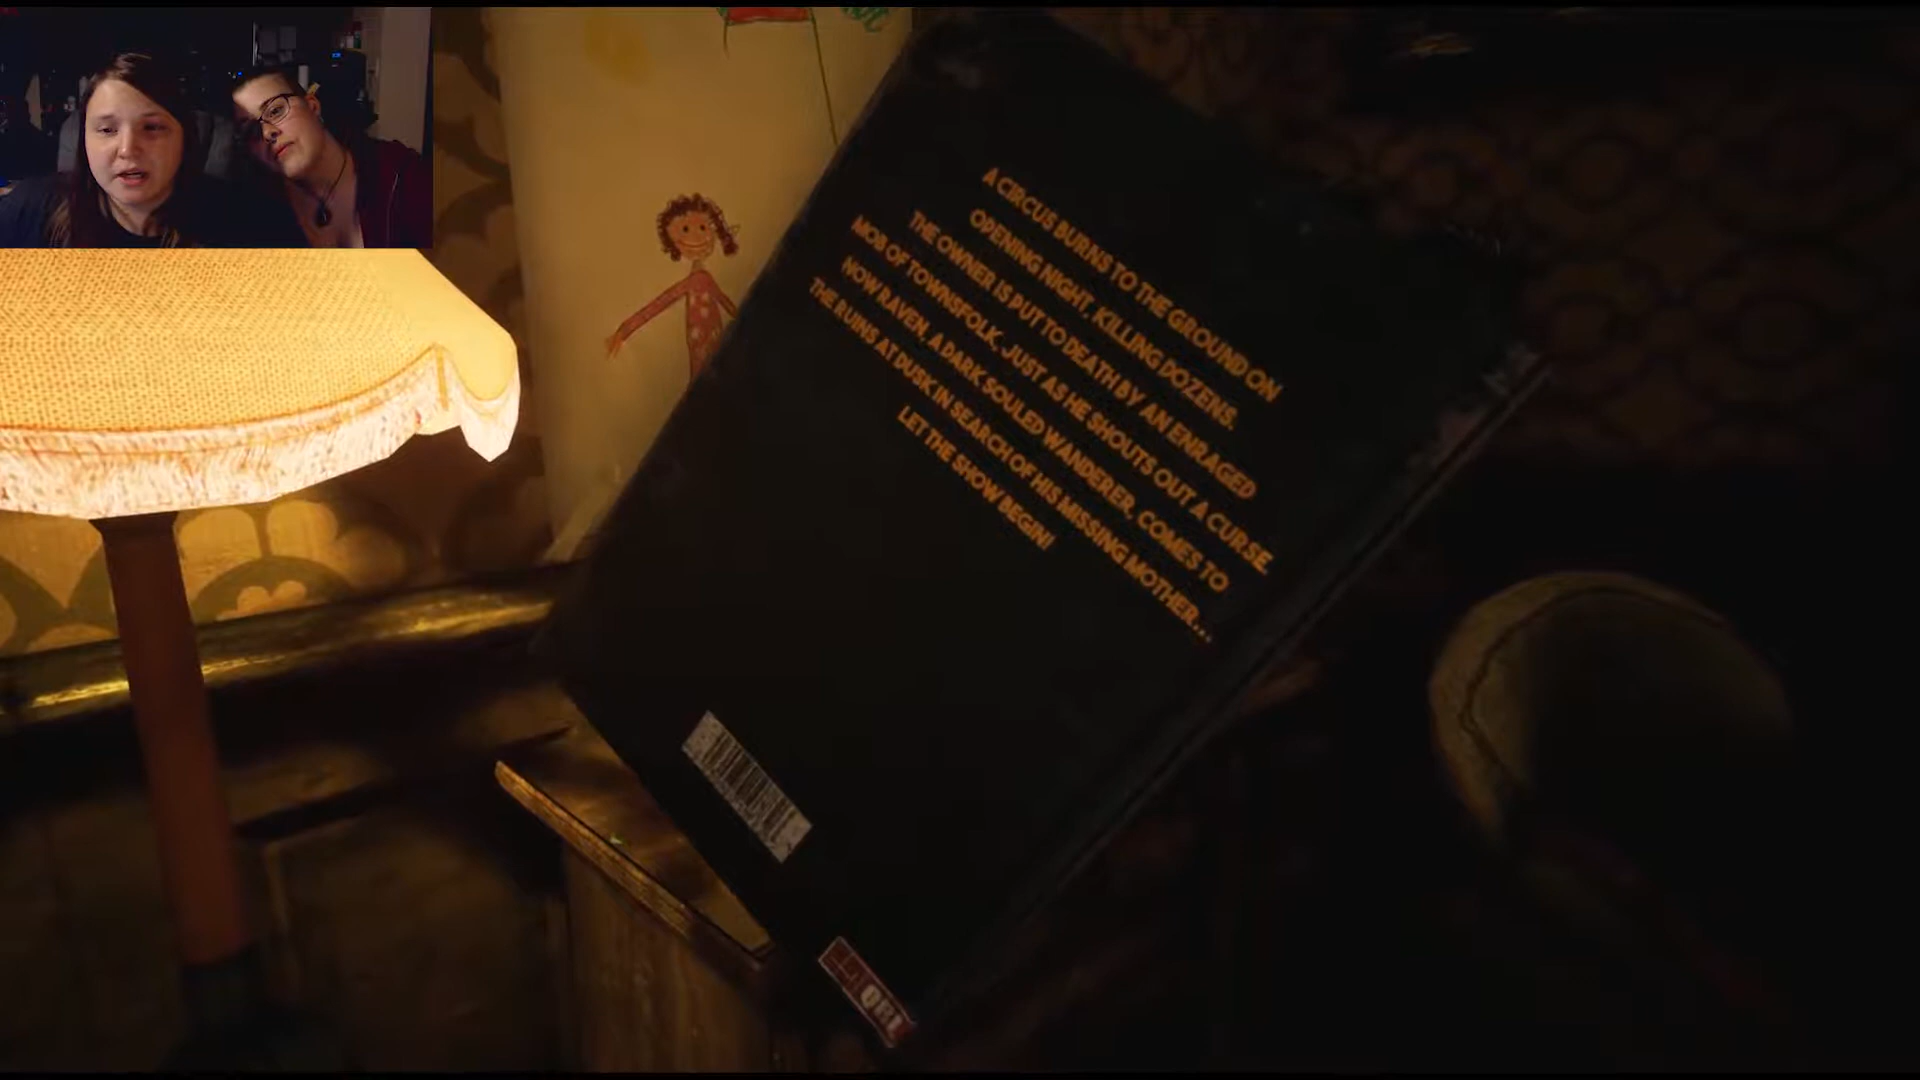 A CIRCUS BURNS TO THE GROUND ON
OPENING NIGHT, KILLING DOZENS.
THE OWNER IS PUT TO DEATH BY AN ENRAGED
MOB OF TOWNSFOLK, JUST AS HE SHOUTS OUT A CURSE.
NOW RAVEN, A DARK SOULED WANDERER, COMES TO
THE RUINS AT DUSK IN SEARCH OF HIS MISSING MOTHER...
LET THE SHOW BEGIN!